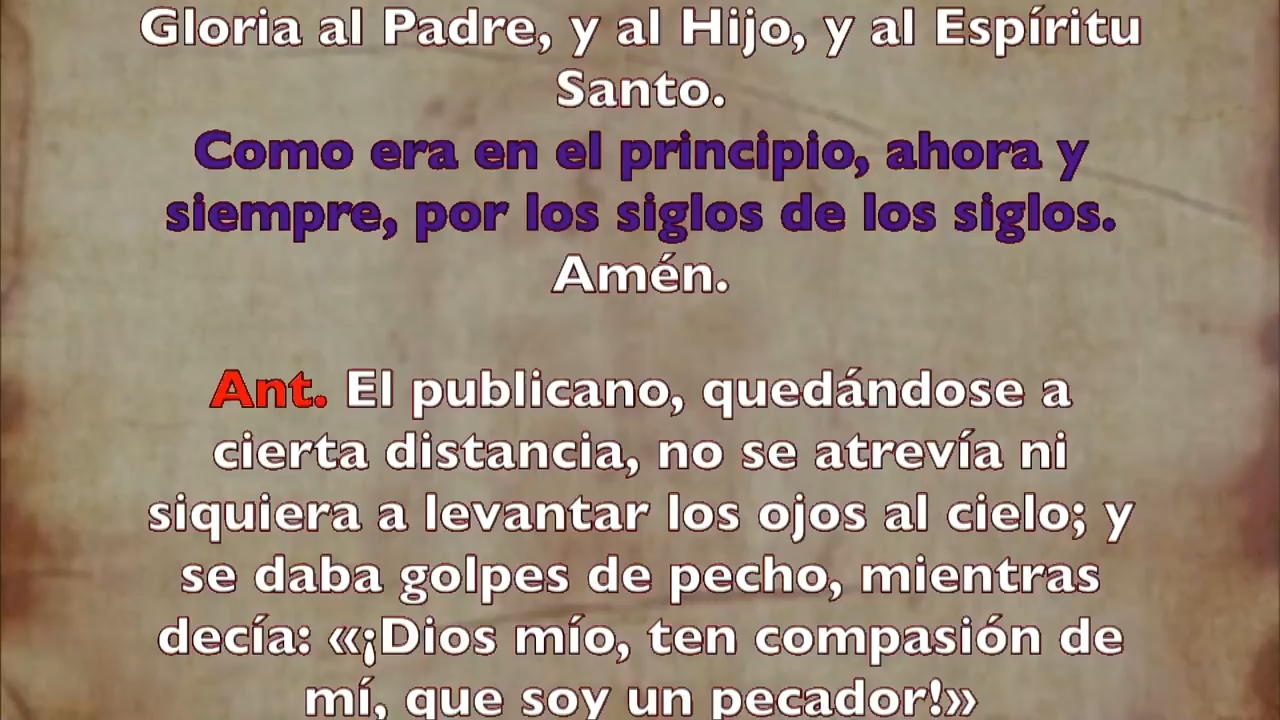 Gloria al Padre, y al Hijo, y al Espíritu
Santo.
Como era en el principio, ahora y
siempre, por los siglos de los siglos.
Amén.
Ant. El publicano, quedándose a
cierta distancia, no se atrevía ni
siquiera a levantar los ojos al cielo; y
se daba golpes de pecho, mientras
decía: «¡Dios mío, ten compasión de
mí, que soy un pecador!»